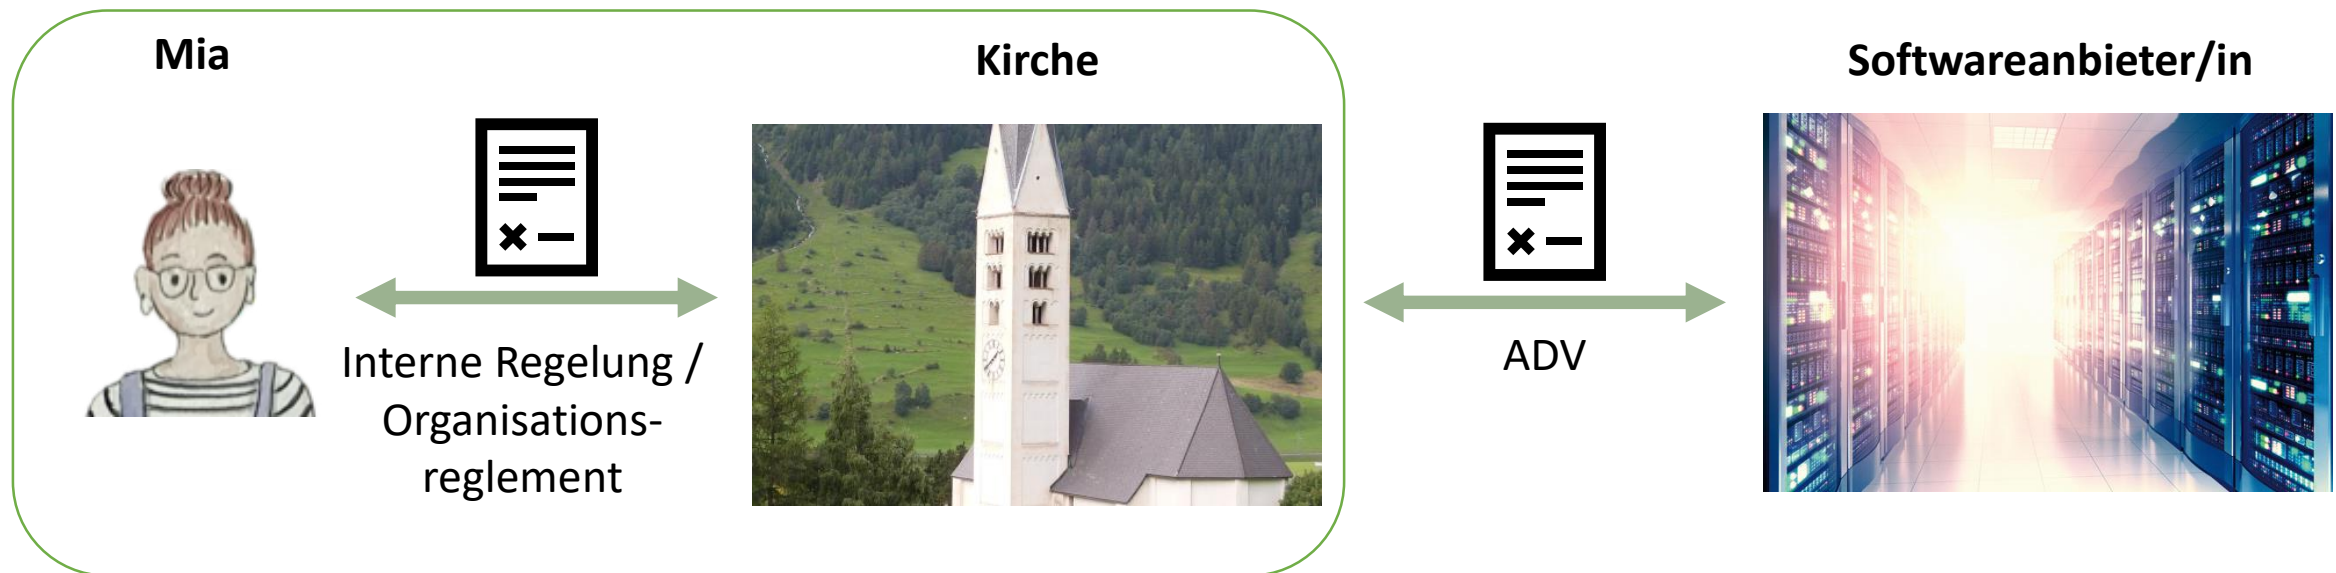 Mia
Kirche
Softwareanbieter/in
Interne Regelung /
Organisations-
reglement
ADV